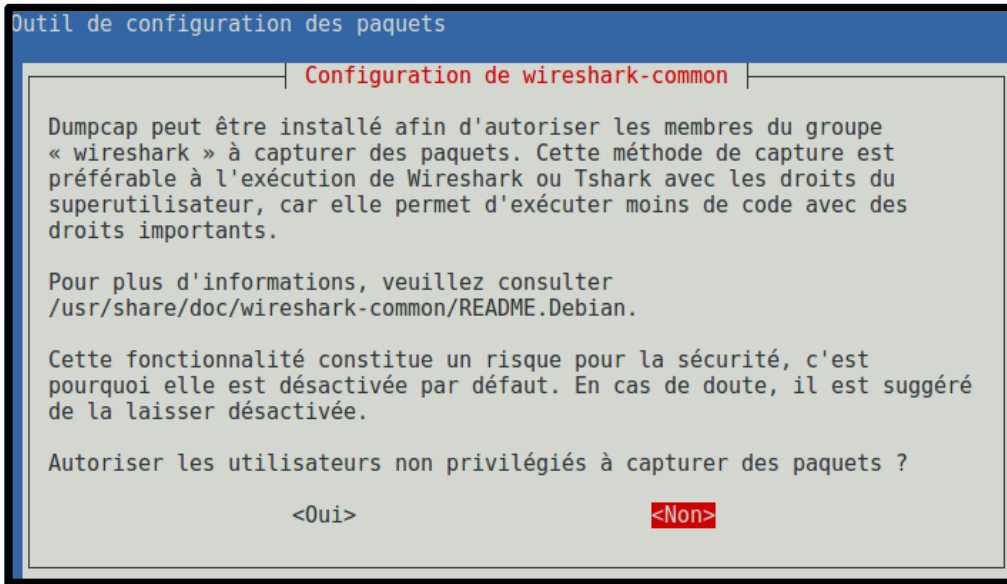 Outil de configuration des paquets
Configuration de wireshark-common
Dumpcap peut être installé afin d'autoriser les membres du groupe
« wireshark » à capturer des paquets. Cette méthode de capture est
préférable à l'exécution de Wireshark ou Tshark avec les droits du
superutilisateur, car elle permet d'exécuter moins de code avec des
droits importants.
Pour plus d'informations, veuillez consulter
/usr/share/doc/wireshark-common/README.Debian.
Cette fonctionnalité constitue un risque pour la sécurité, c'est
pourquoi elle est désactivée par défaut. En cas de doute, il est suggéré
de la laisser désactivée.
Autoriser les utilisateurs non privilégiés à capturer des paquets ?
<Oui> <Non>